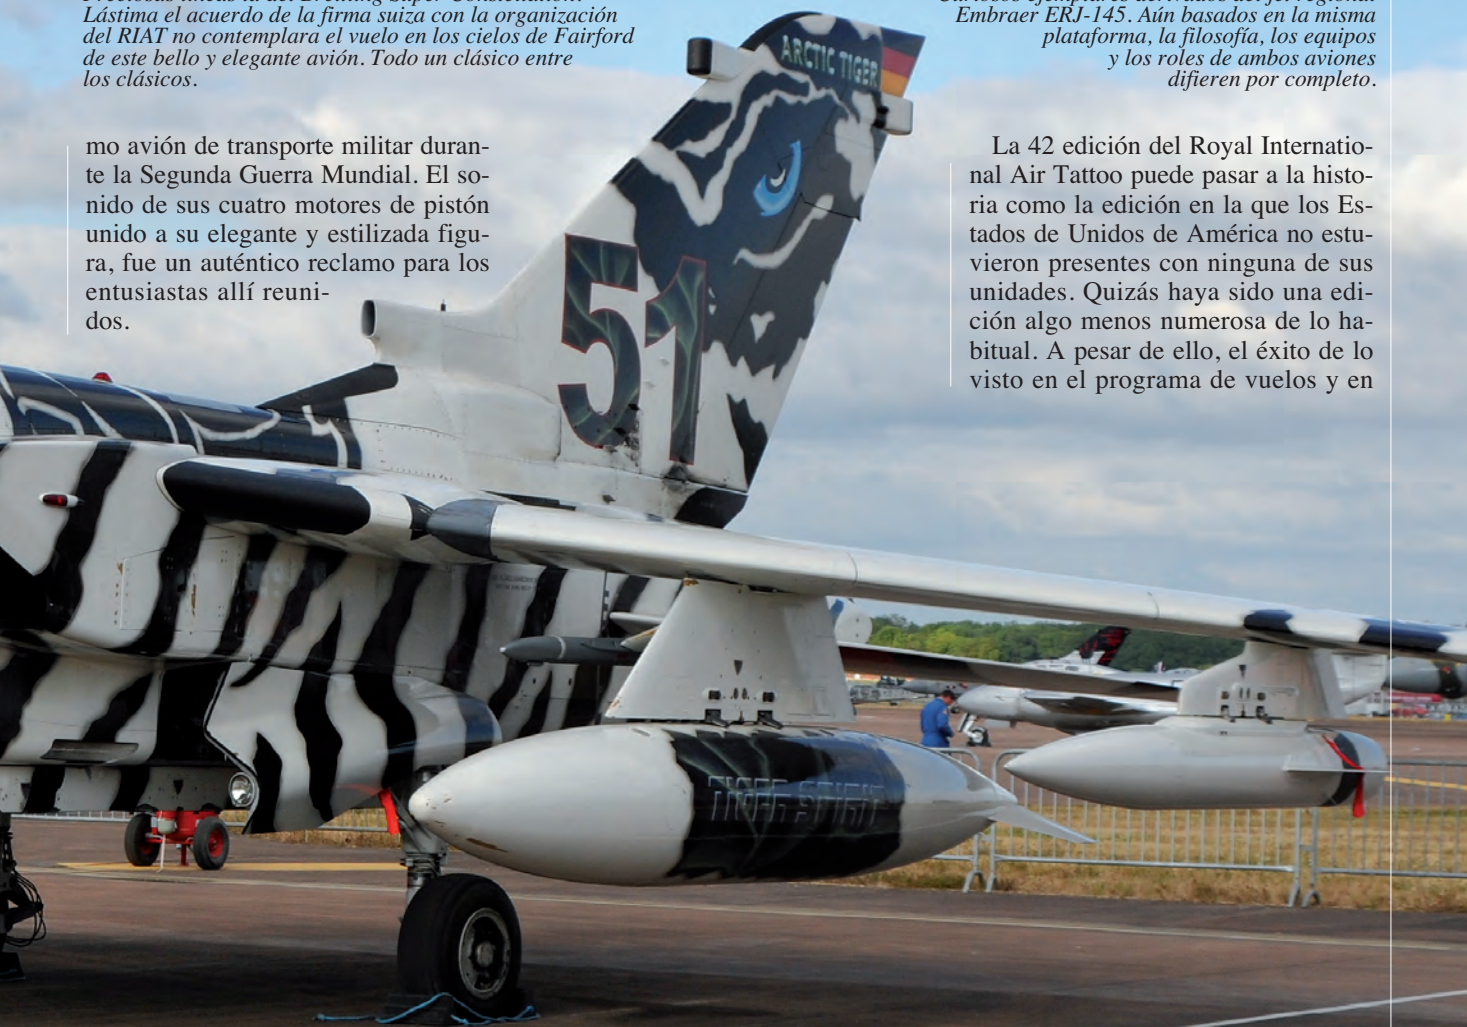 Lástima el acuerdo de la firma suiza con la organización
del RIAT no contemplara el vuelo en los cielos de Fairford
de este bello y elegante avión. Todo un clásico entre
los clásicos.
mo avión de transporte militar duran-
te la Segunda Guerra Mundial. El so-
nido de sus cuatro motores de pistón
unido a su elegante y estilizada figu-
ra, fue un auténtico reclamo para los
entusiastas allí reuni-
dos.
Embraer ERJ-145. Aún basados en la misma
plataforma, la filosofía, los equipos
y los roles de ambos aviones
difieren por completo.
La 42 edición del Royal Internatio-
nal Air Tattoo puede pasar a la histo-
ria como la edición en la que los Es-
tados de Unidos de América no estu-
vieron presentes con ninguna de sus
unidades. Quizás haya sido una edi-
ción algo menos numerosa de lo ha-
bitual. A pesar de ello, el éxito de lo
visto en el programa de vuelos y en
ARCTIC TIGER
51
TIGER SPIRIT